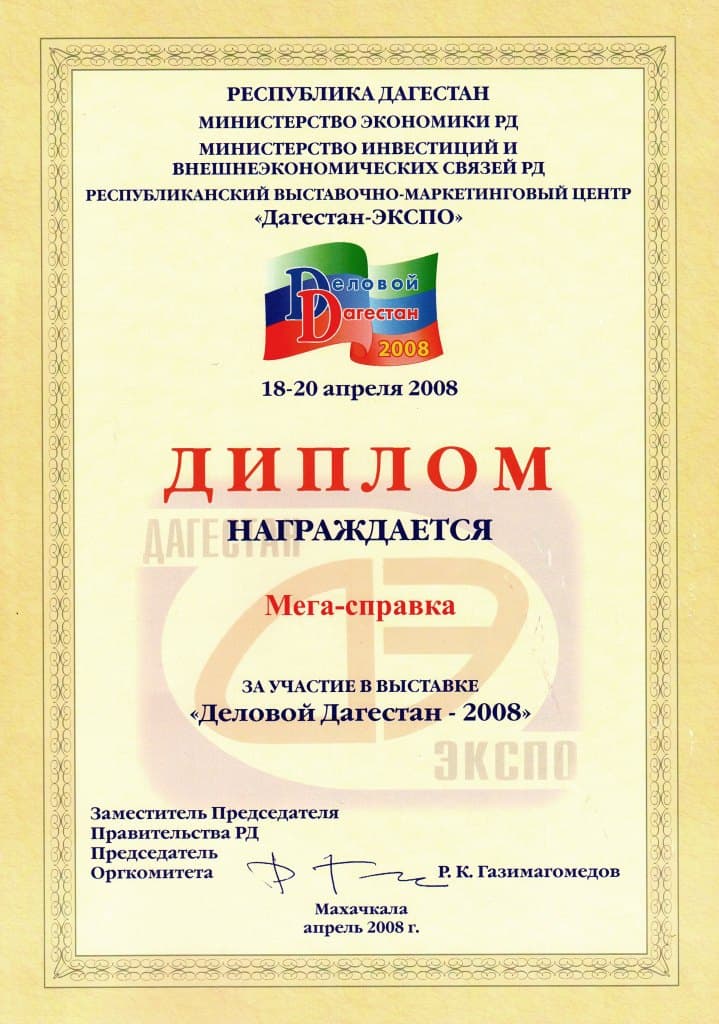 РЕСПУБЛИКА ДАГЕСТАН
МИНИСТЕРСТВО ЭКОНОМИКИ РД
МИНИСТЕРСТВО ИНВЕСТИЦИЙ И
ВНЕШНЕЭКОНОМИЧЕСКИХ СВЯЗЕЙ РД
РЕСПУБЛИКАНСКИЙ ВЫСТАВОЧНО-МАРКЕТИНГОВЫЙ ЦЕНТР
«Дагестан-ЭКСПО»
Деловой
Дагестан
2008
18-20 апреля 2008
ДИПЛОМ
НАГРАЖДАЕТСЯ
ДАГЕСТАН
ДЭ
Мега-справка
ЗА УЧАСТИЕ В ВЫСТАВКЕ
«Деловой Дагестан - 2008»
ЭКСПО
Заместитель Председателя
Правительства РД
Председатель
Оргкомитета Р. К. Газимагомедов
Махачкала
апрель 2008 г.